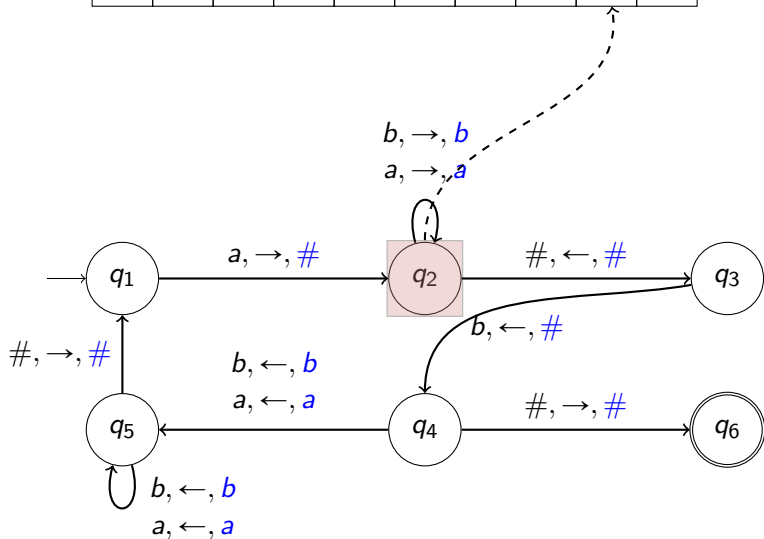 b, →, b
a, →, a
a, →, #
#, ←, #
q1
q2
q3
b, ←, #
#, →, #
b, ←, b
a, ←, a
#, →, #
q5
q4
q6
b, ←, b
a, ←, a